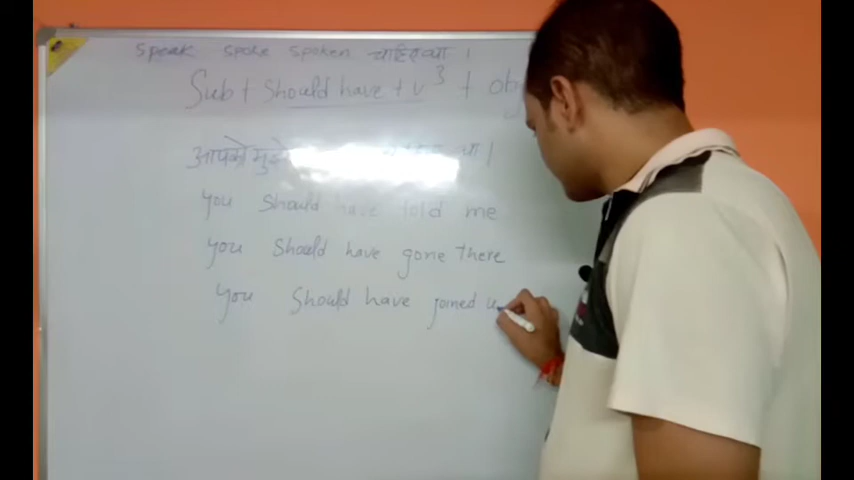 speak spoke spoken चाहिए था ।
Sub + should have + v³ + ob
आपको मुझे था ।
you should have told me
you should have gone there
you should have joined u